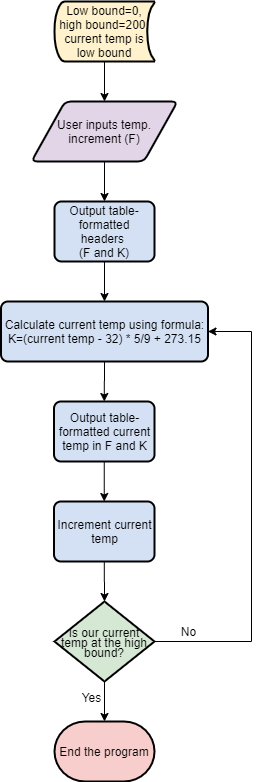 Low bound=0,
high bound=200
current temp is
low bound
User inputs temp.
increment (F)
Output table-
formatted
headers
(F and K)
Calculate current temp using formula:
K=(current temp - 32) * 5/9 + 273.15
Output table-
formatted current
temp in F and K
Increment current
temp
Is our current
temp at the high
bound?
No
Yes
End the program